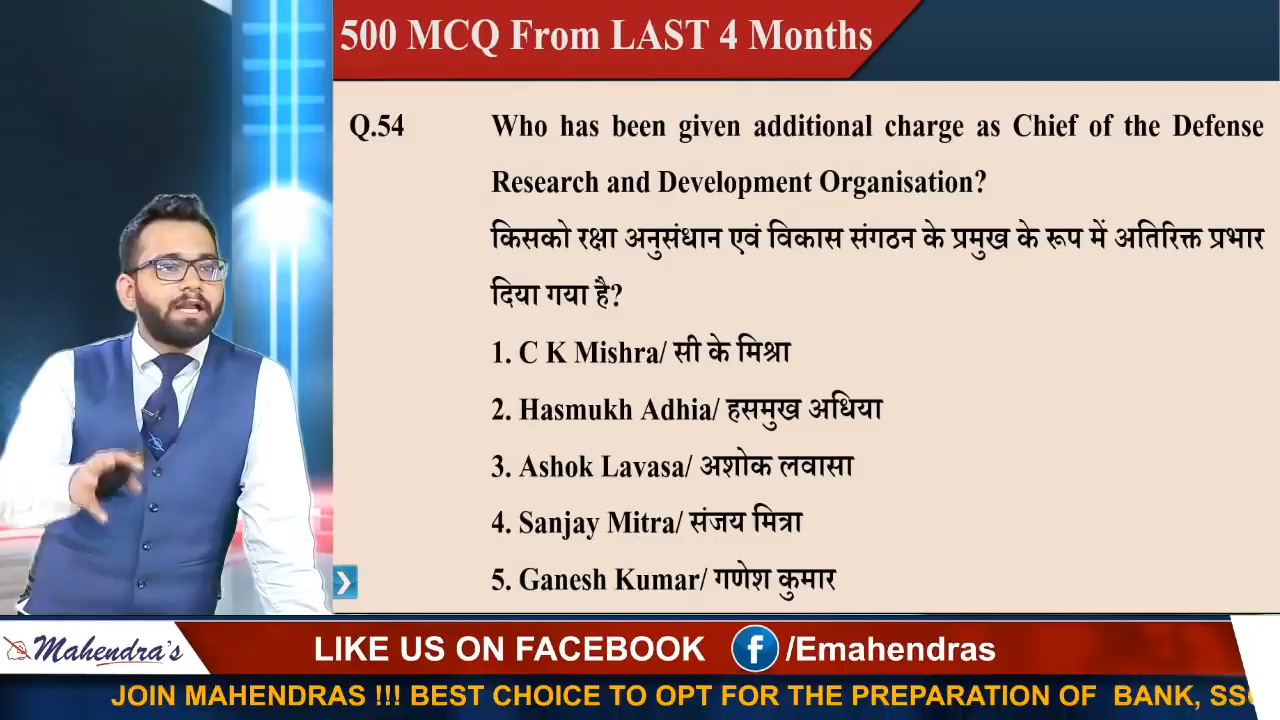 500 MCQ From LAST 4 Months
Q.54 Who has been given additional charge as Chief of the Defense
Research and Development Organisation?
किसको रक्षा अनुसंधान एवं विकास संगठन के प्रमुख के रूप में अतिरिक्त प्रभार
दिया गया है?
1. C K Mishra/ सी के मिश्रा
2. Hasmukh Adhia/ हसमुख अधिया
3. Ashok Lavasa/ अशोक लवासा
4. Sanjay Mitra/ संजय मित्रा
5. Ganesh Kumar/ गणेश कुमार
Mahendra's
LIKE US ON FACEBOOK f /Emahendras
JOIN MAHENDRAS !!! BEST CHOICE TO OPT FOR THE PREPARATION OF BANK, SSC